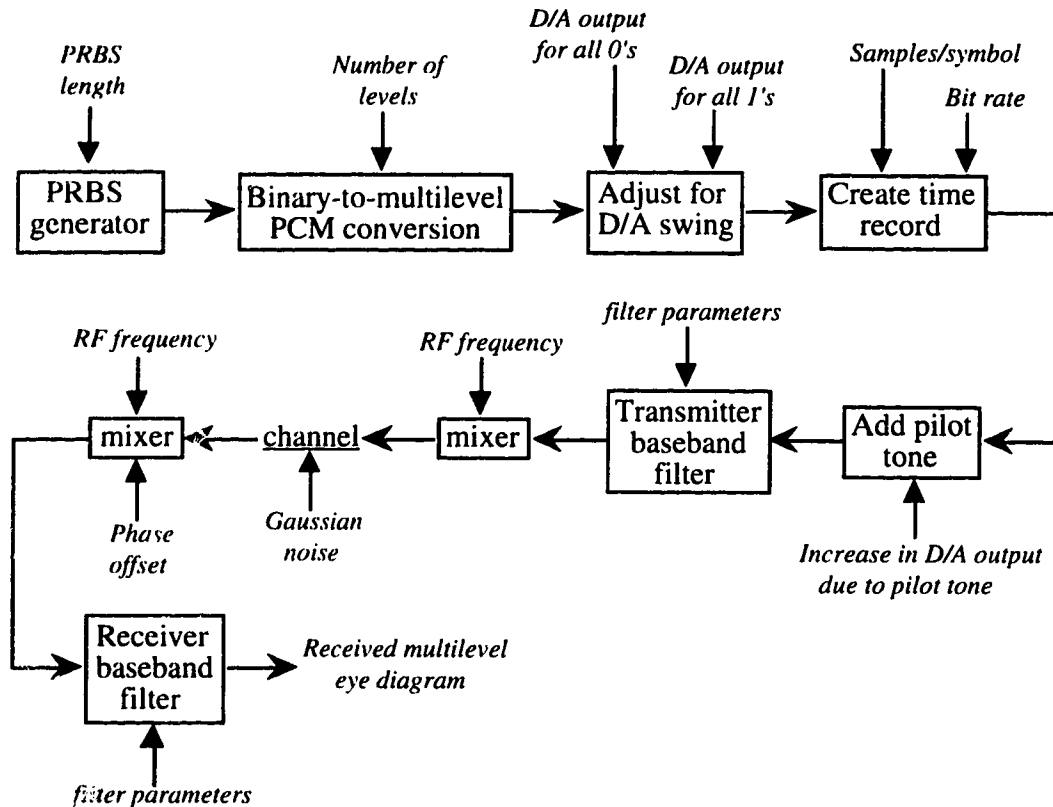 PRBS
length
Number of
levels
D/A output
for all 0's
D/A output
for all 1's
Samples/symbol
Bit rate
PRBS
generator
Binary-to-multilevel
PCM conversion
Adjust for
D/A swing
Create time
record
RF frequency
RF frequency
filter parameters
mixer
channel
mixer
Transmitter
baseband
filter
Add pilot
tone
Phase
offset
Gaussian
noise
Increase in D/A output
due to pilot tone
Receiver
baseband
filter
Received multilevel
eye diagram
filter parameters